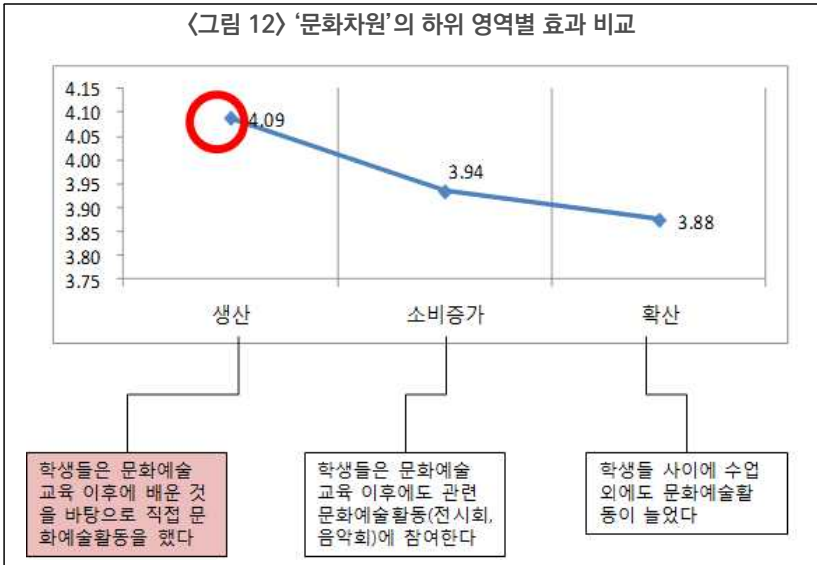 〈그림 12〉 ‘문화차원’의 하위 영역별 효과 비교
4.15
4.10
4.05
4.00
3.95
3.90
3.85
3.80
3.75
4.09
3.94
3.88
생산
소비증가
확산
학생들은 문화예술
교육 이후에 배운 것
을 바탕으로 직접 문
화예술활동을 했다
학생들은 문화예술
교육 이후에도 관련
문화예술활동(전시회,
음악회)에 참여한다
학생들 사이에 수업
외에도 문화예술활
동이 늘었다